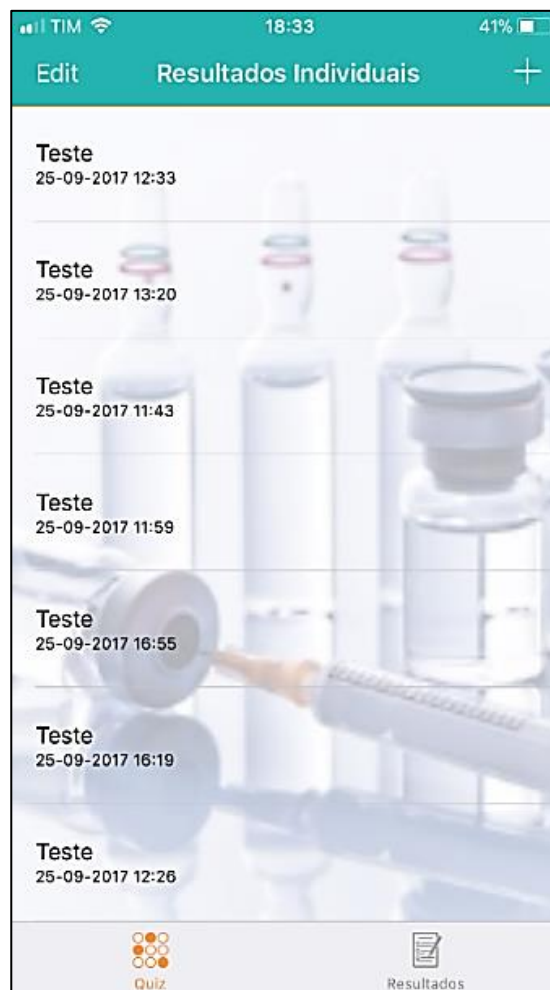 TIM 18:33 41%
Edit Resultados Individuais +
Teste
25-09-2017 12:33
Teste
25-09-2017 13:20
Teste
25-09-2017 11:43
Teste
25-09-2017 11:59
Teste
25-09-2017 16:55
Teste
25-09-2017 16:19
Teste
25-09-2017 12:26
Quiz Resultados